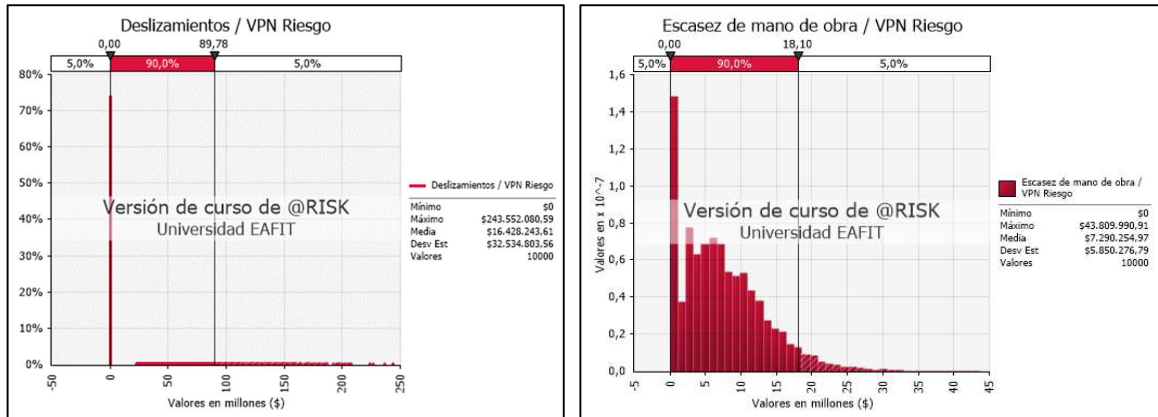 Deslizamientos / VPN Riesgo
0,00 89,78
5,0% 90,0% 5,0%
80%
70%
60%
50%
40%
30%
20%
10%
0%
-50 0 50 100 150 200 250
Valores en millones ($)
Versión de curso de @RISK
Universidad EAFIT
Deslizamientos / VPN Riesgo
Mínimo $0
Máximo $243.552.080,59
Media $16.428.243,61
Desv Est $32.534.803,56
Valores 10000
Escasez de mano de obra / VPN Riesgo
0,00 18,10
5,0% 90,0% 5,0%
1,6
1,4
1,2
1,0
0,8
0,6
0,4
0,2
0,0
Valores en x 10^-7
-5 0 5 10 15 20 25 30 35 40 45
Valores en millones ($)
Versión de curso de @RISK
Universidad EAFIT
Escasez de mano de obra /
VPN Riesgo
Mínimo $0
Máximo $43.809.990,91
Media $7.290.254,97
Desv Est $5.850.276,79
Valores 10000